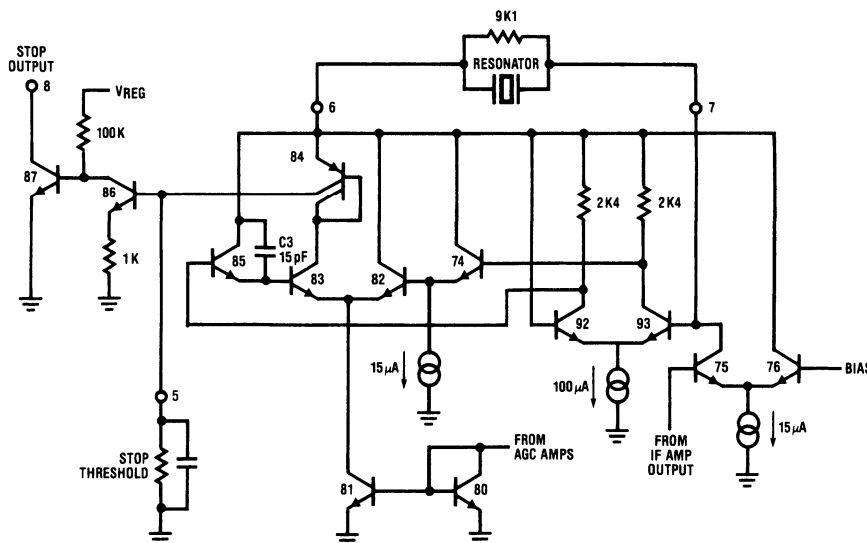 9K1
RESONATOR
STOP
OUTPUT
8
VREG
100K
6
7
84
87
86
2K4
2K4
C3
15pF
85
83
82
74
1K
92
93
75
76
BIAS
15µA
100µA
15µA
5
STOP
THRESHOLD
FROM
AGC AMPS
FROM
IF AMP
OUTPUT
81
80